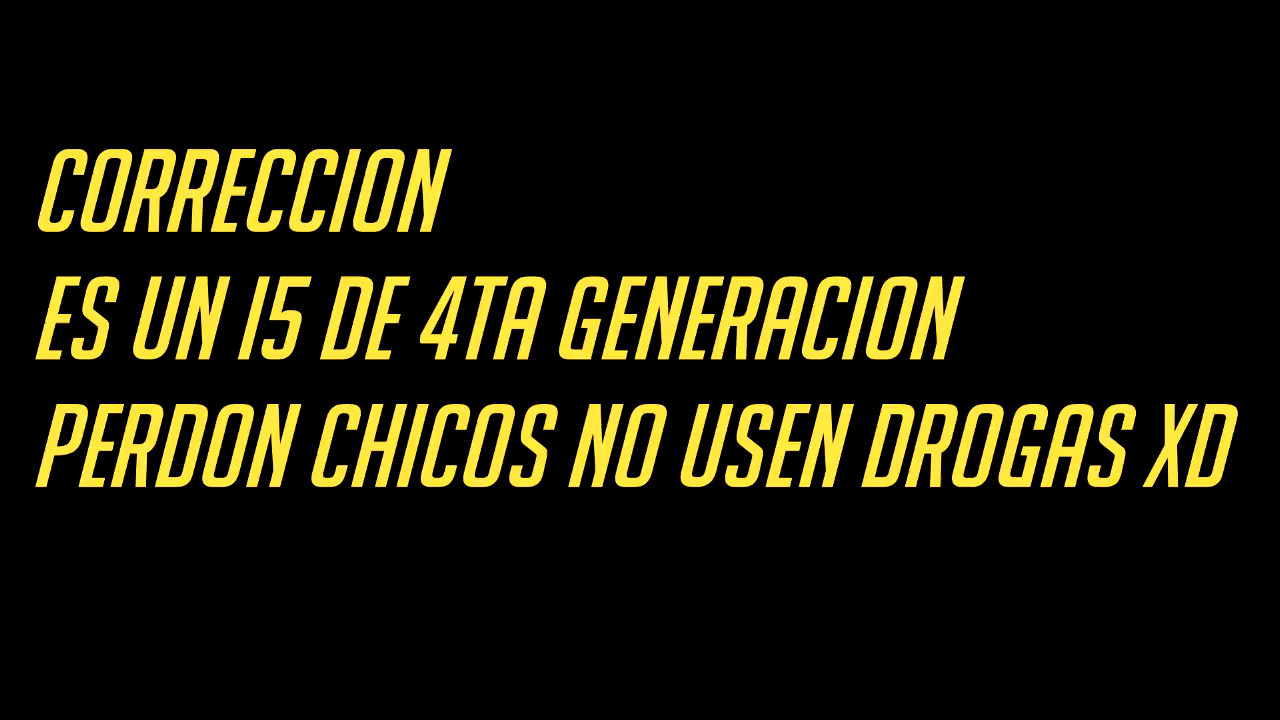 CORRECCION
ES UN I5 DE 4TA GENERACION
PERDON CHICOS NO USEN DROGAS XD